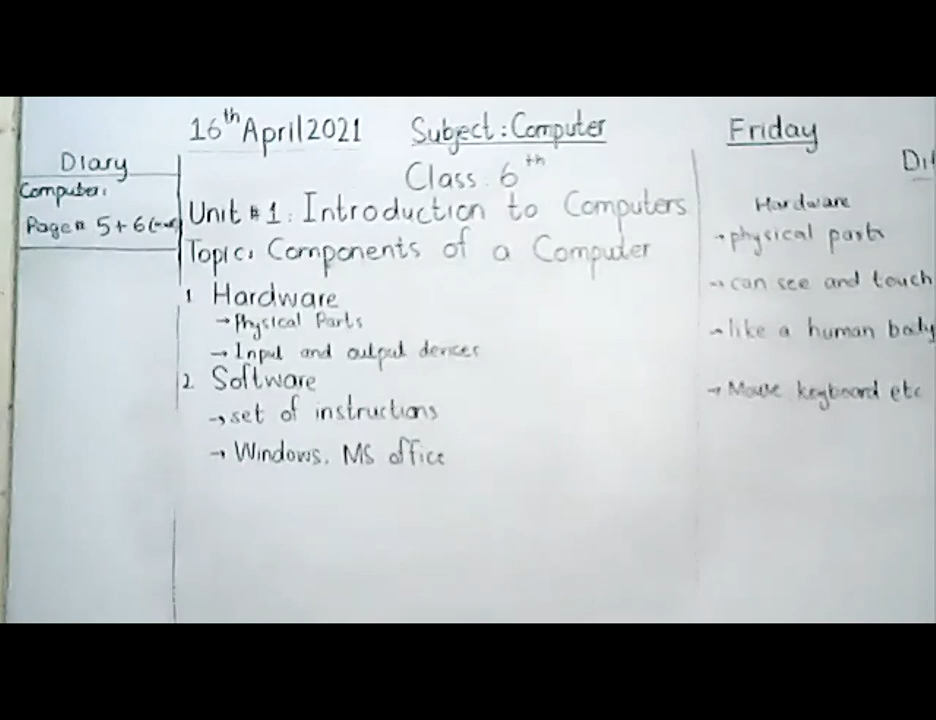 16th April 2021 Subject: Computer Friday
Class: 6th
Diary
Computer:
Page# 5+6
Unit #1: Introduction to Computers
Topic: Components of a Computer
1. Hardware
→ Physical Parts
→ Input and output devices
2. Software
→ set of instructions
→ Windows, MS office
Hardware
→ physical parts
→ can see and touch
→ like a human body
→ Mouse keyboard etc